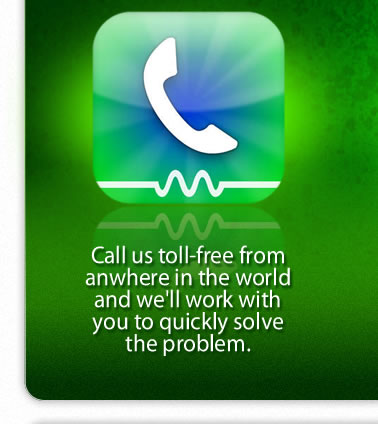 Call us toll-free from
anwhere in the world
and we'll work with
you to quickly solve
the problem.